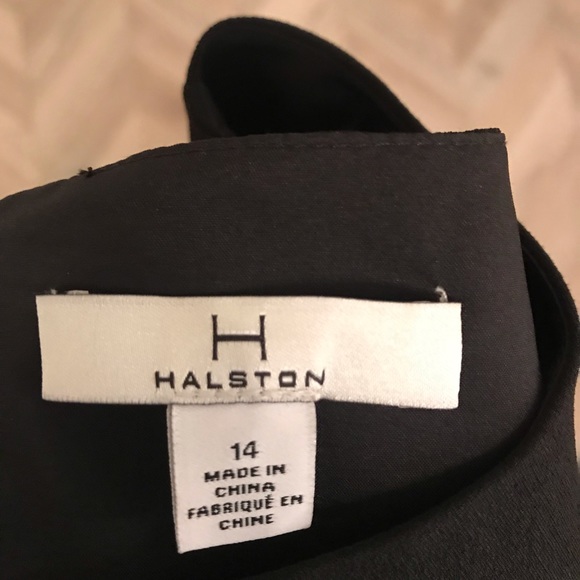 H
HALSTON
14
MADE IN
CHINA
FABRIQUÉ EN
CHINE